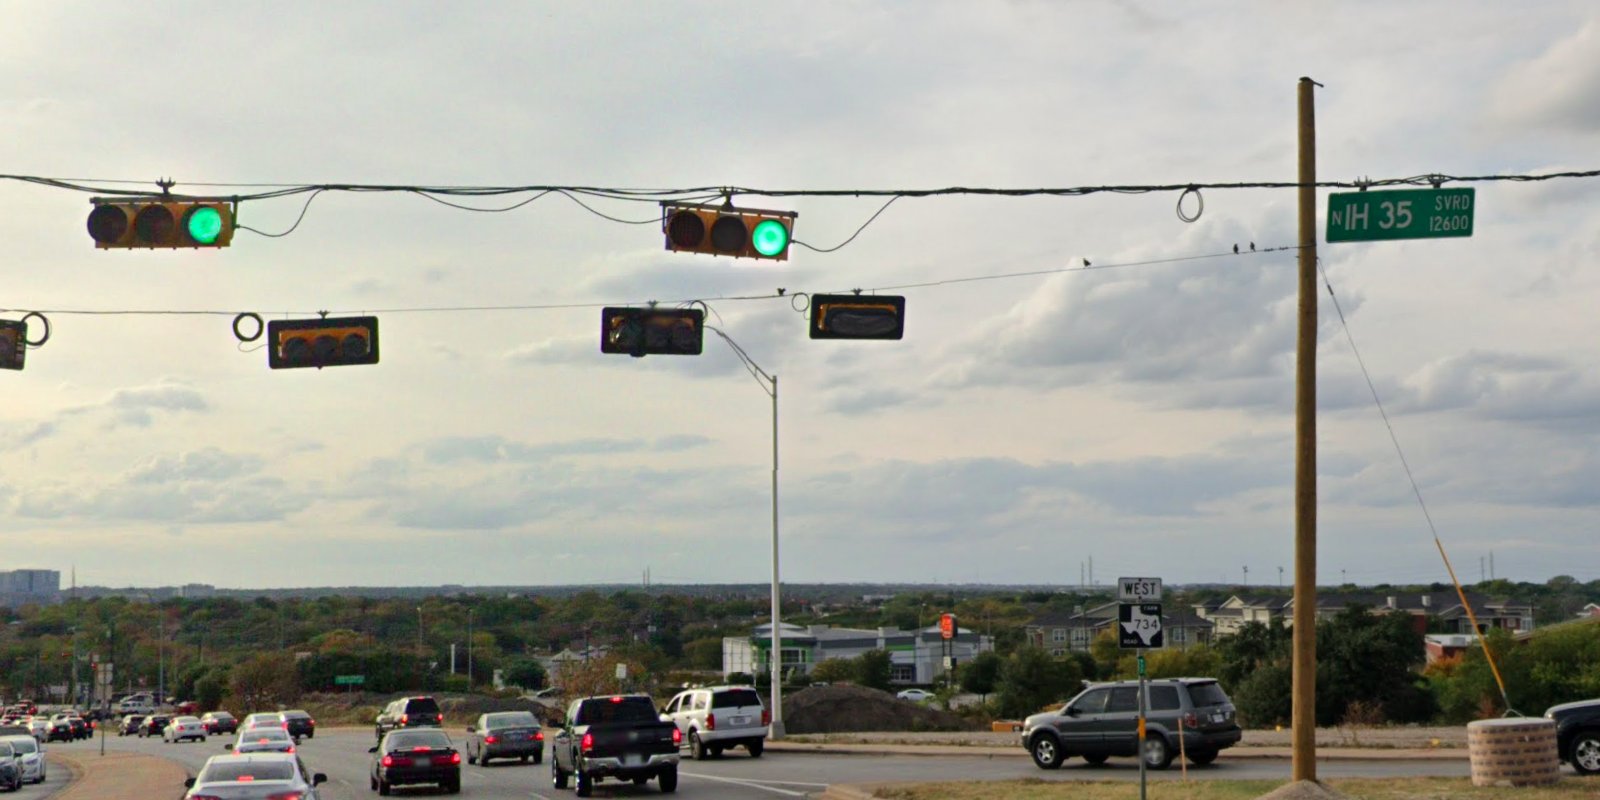 N IH 35 SVRD
12600
WEST
FARM
734
ROAD